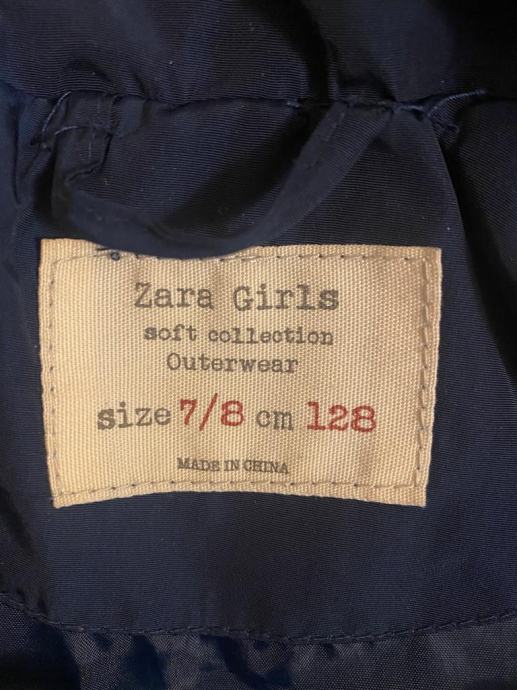 Zara Girls
soft collection
Outerwear
size 7/8 cm 128
MADE IN CHINA